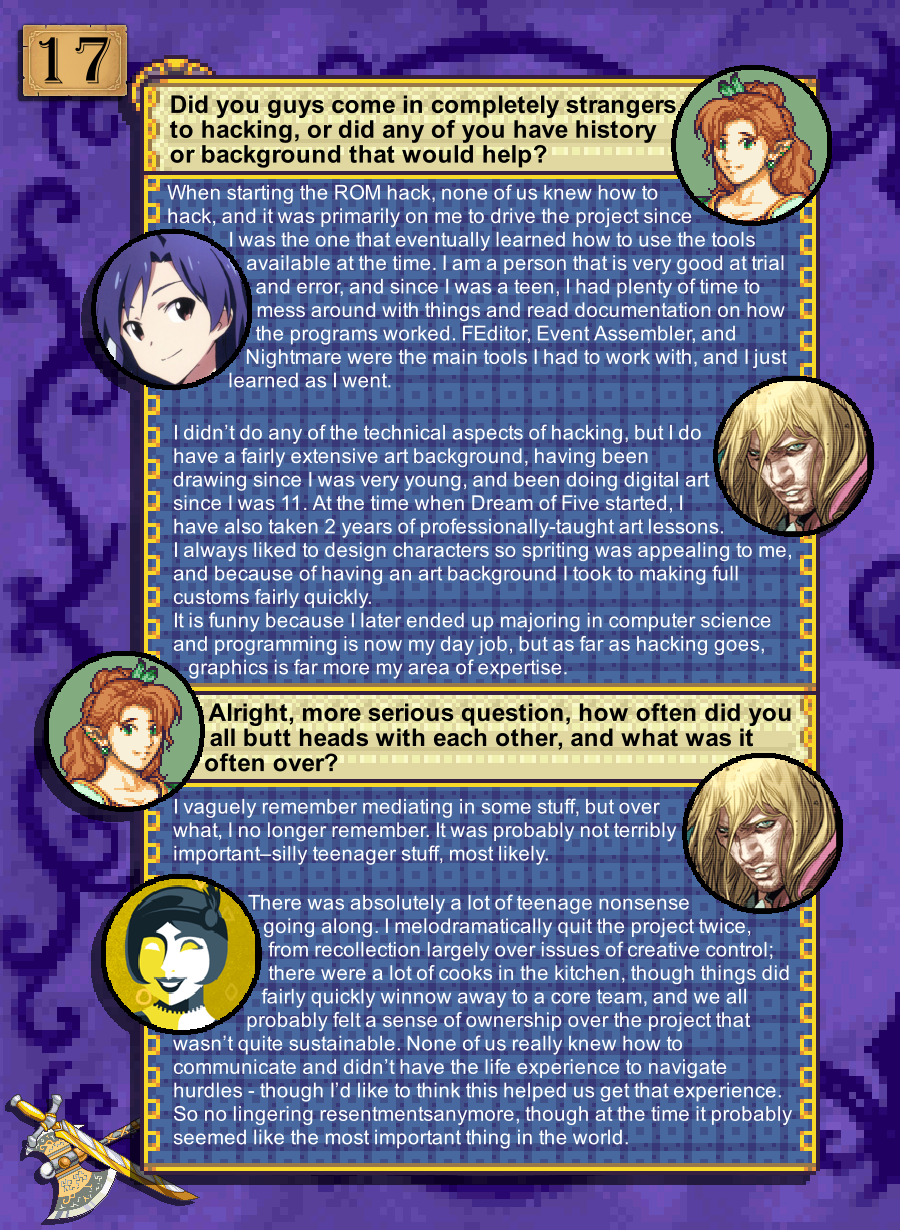 17
Did you guys come in completely strangers
to hacking, or did any of you have history
or background that would help?
When starting the ROM hack, none of us knew how to
hack, and it was primarily on me to drive the project since
I was the one that eventually learned how to use the tools
available at the time. I am a person that is very good at trial
and error, and since I was a teen, I had plenty of time to
mess around with things and read documentation on how
the programs worked. FEditor, Event Assembler, and
Nightmare were the main tools I had to work with, and I just
learned as I went.
I didn't do any of the technical aspects of hacking, but I do
have a fairly extensive art background, having been
drawing since I was very young, and been doing digital art
since I was 11. At the time when Dream of Five started, I
have also taken 2 years of professionally-taught art lessons.
I always liked to design characters so spriting was appealing to me,
and because of having an art background I took to making full
customs fairly quickly.
It is funny because I later ended up majoring in computer science
and programming is now my day job, but as far as hacking goes,
graphics is far more my area of expertise.
Alright, more serious question, how often did you
all butt heads with each other, and what was it
often over?
I vaguely remember mediating in some stuff, but over
what, I no longer remember. It was probably not terribly
important–silly teenager stuff, most likely.
There was absolutely a lot of teenage nonsense
going along. I melodramatically quit the project twice,
from recollection largely over issues of creative control;
there were a lot of cooks in the kitchen, though things did
fairly quickly winnow away to a core team, and we all
probably felt a sense of ownership over the project that
wasn't quite sustainable. None of us really knew how to
communicate and didn't have the life experience to navigate
hurdles - though I'd like to think this helped us get that experience.
So no lingering resentmentsanymore, though at the time it probably
seemed like the most important thing in the world.